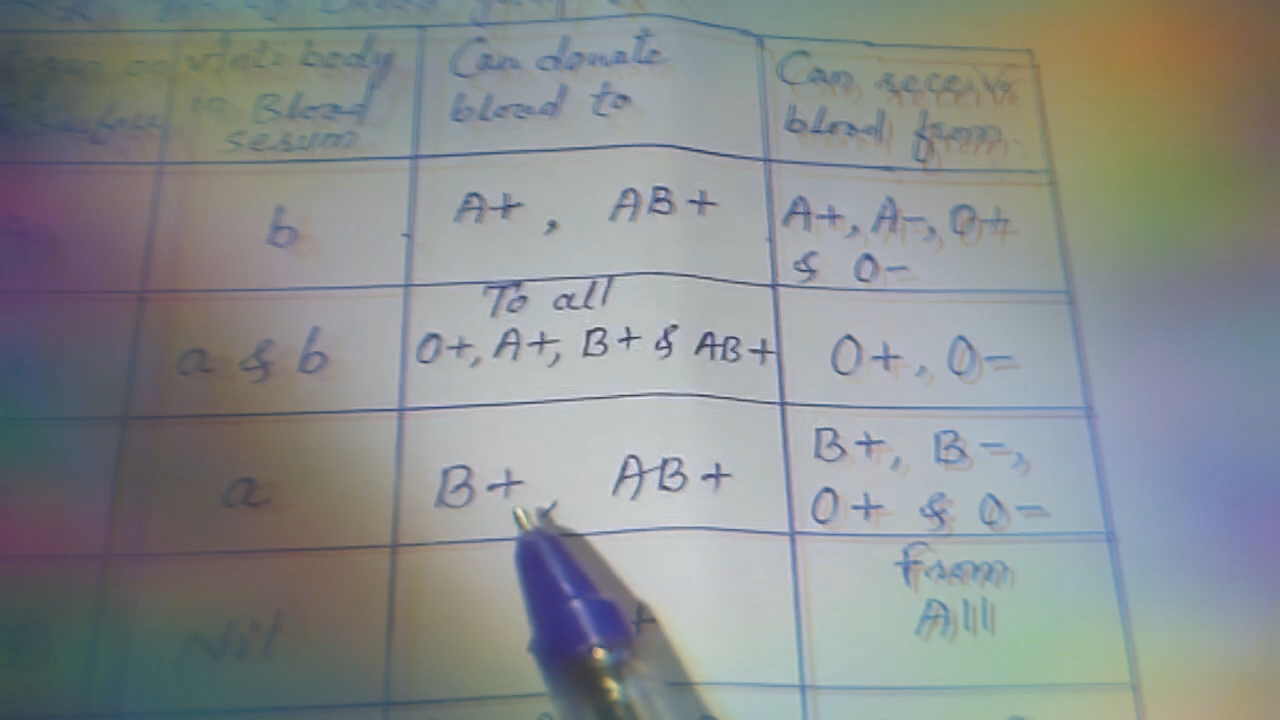 Antibody Can donate Can receive
in Blood blood to blood from
serum
b A+, AB+ A+, A-, O+
& O-
To all
a & b O+, A+, B+ & AB+ O+, O-
a B+, AB+ B+, B-,
O+ & O-
Nil From
All